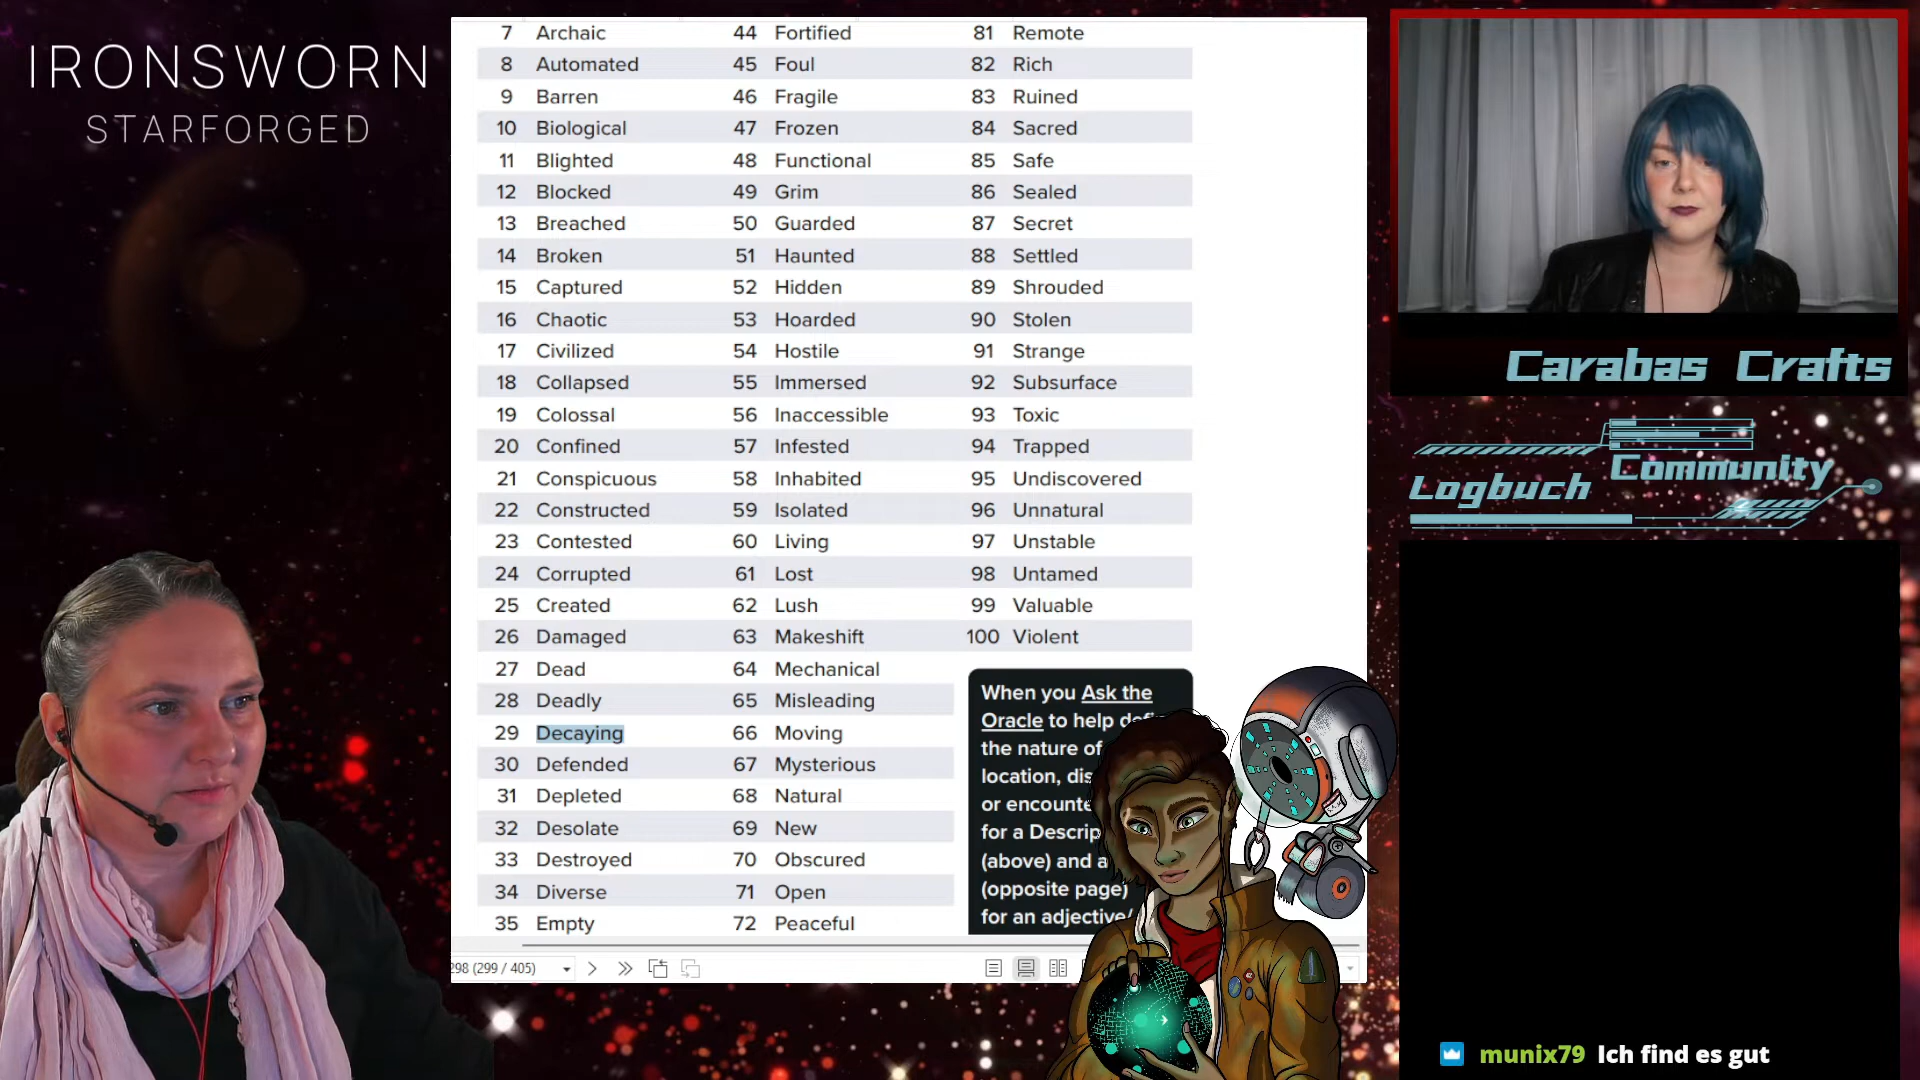 IRONSWORN
STARFORGED
7 Archaic 44 Fortified 81 Remote
8 Automated 45 Foul 82 Rich
9 Barren 46 Fragile 83 Ruined
10 Biological 47 Frozen 84 Sacred
11 Blighted 48 Functional 85 Safe
12 Blocked 49 Grim 86 Sealed
13 Breached 50 Guarded 87 Secret
14 Broken 51 Haunted 88 Settled
15 Captured 52 Hidden 89 Shrouded
16 Chaotic 53 Hoarded 90 Stolen
17 Civilized 54 Hostile 91 Strange
18 Collapsed 55 Immersed 92 Subsurface
19 Colossal 56 Inaccessible 93 Toxic
20 Confined 57 Infested 94 Trapped
21 Conspicuous 58 Inhabited 95 Undiscovered
22 Constructed 59 Isolated 96 Unnatural
23 Contested 60 Living 97 Unstable
24 Corrupted 61 Lost 98 Untamed
25 Created 62 Lush 99 Valuable
26 Damaged 63 Makeshift 100 Violent
27 Dead 64 Mechanical
28 Deadly 65 Misleading
29 Decaying 66 Moving
30 Defended 67 Mysterious
31 Depleted 68 Natural
32 Desolate 69 New
33 Destroyed 70 Obscured
34 Diverse 71 Open
35 Empty 72 Peaceful
When you Ask the
Oracle to help
the nature of
location,
or
for a
(above) and a
(opposite page)
for an adjective/
298 (299 / 405)
Carabas Crafts
Logbuch Community
munix79 Ich find es gut